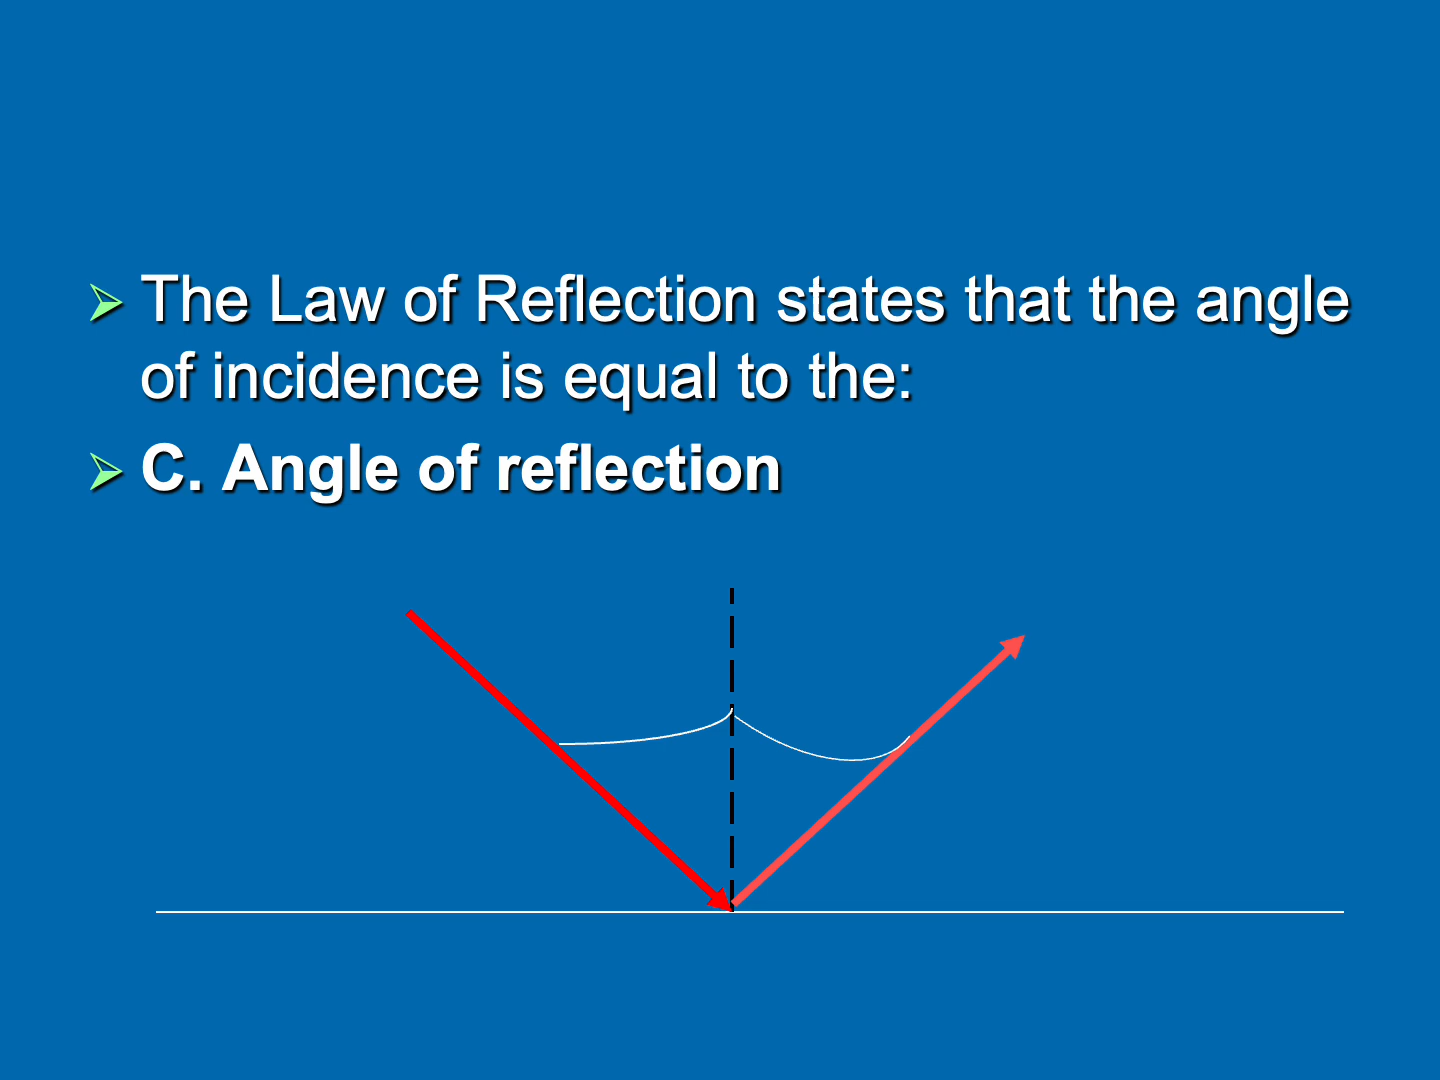 The Law of Reflection states that the angle
of incidence is equal to the:
C. Angle of reflection